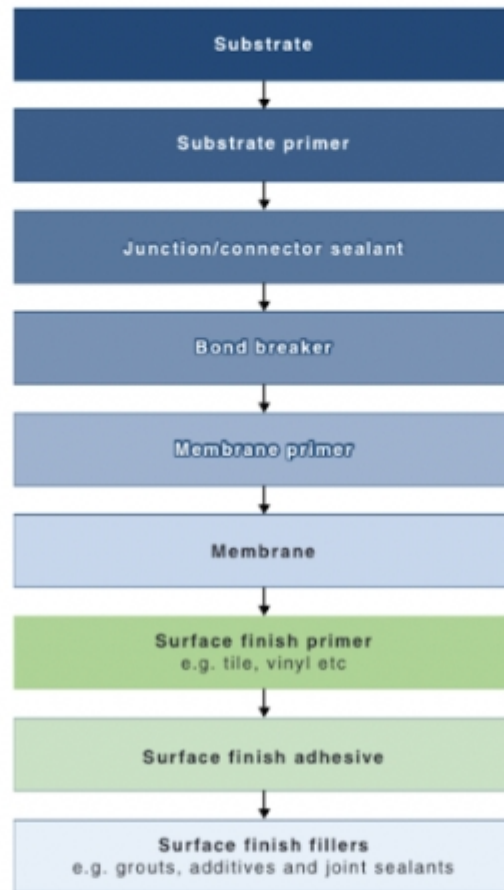 Substrate
Substrate primer
Junction/connector sealant
Bond breaker
Membrane primer
Membrane
Surface finish primer
e.g. tile, vinyl etc
Surface finish adhesive
Surface finish fillers
e.g. grouts, additives and joint sealants